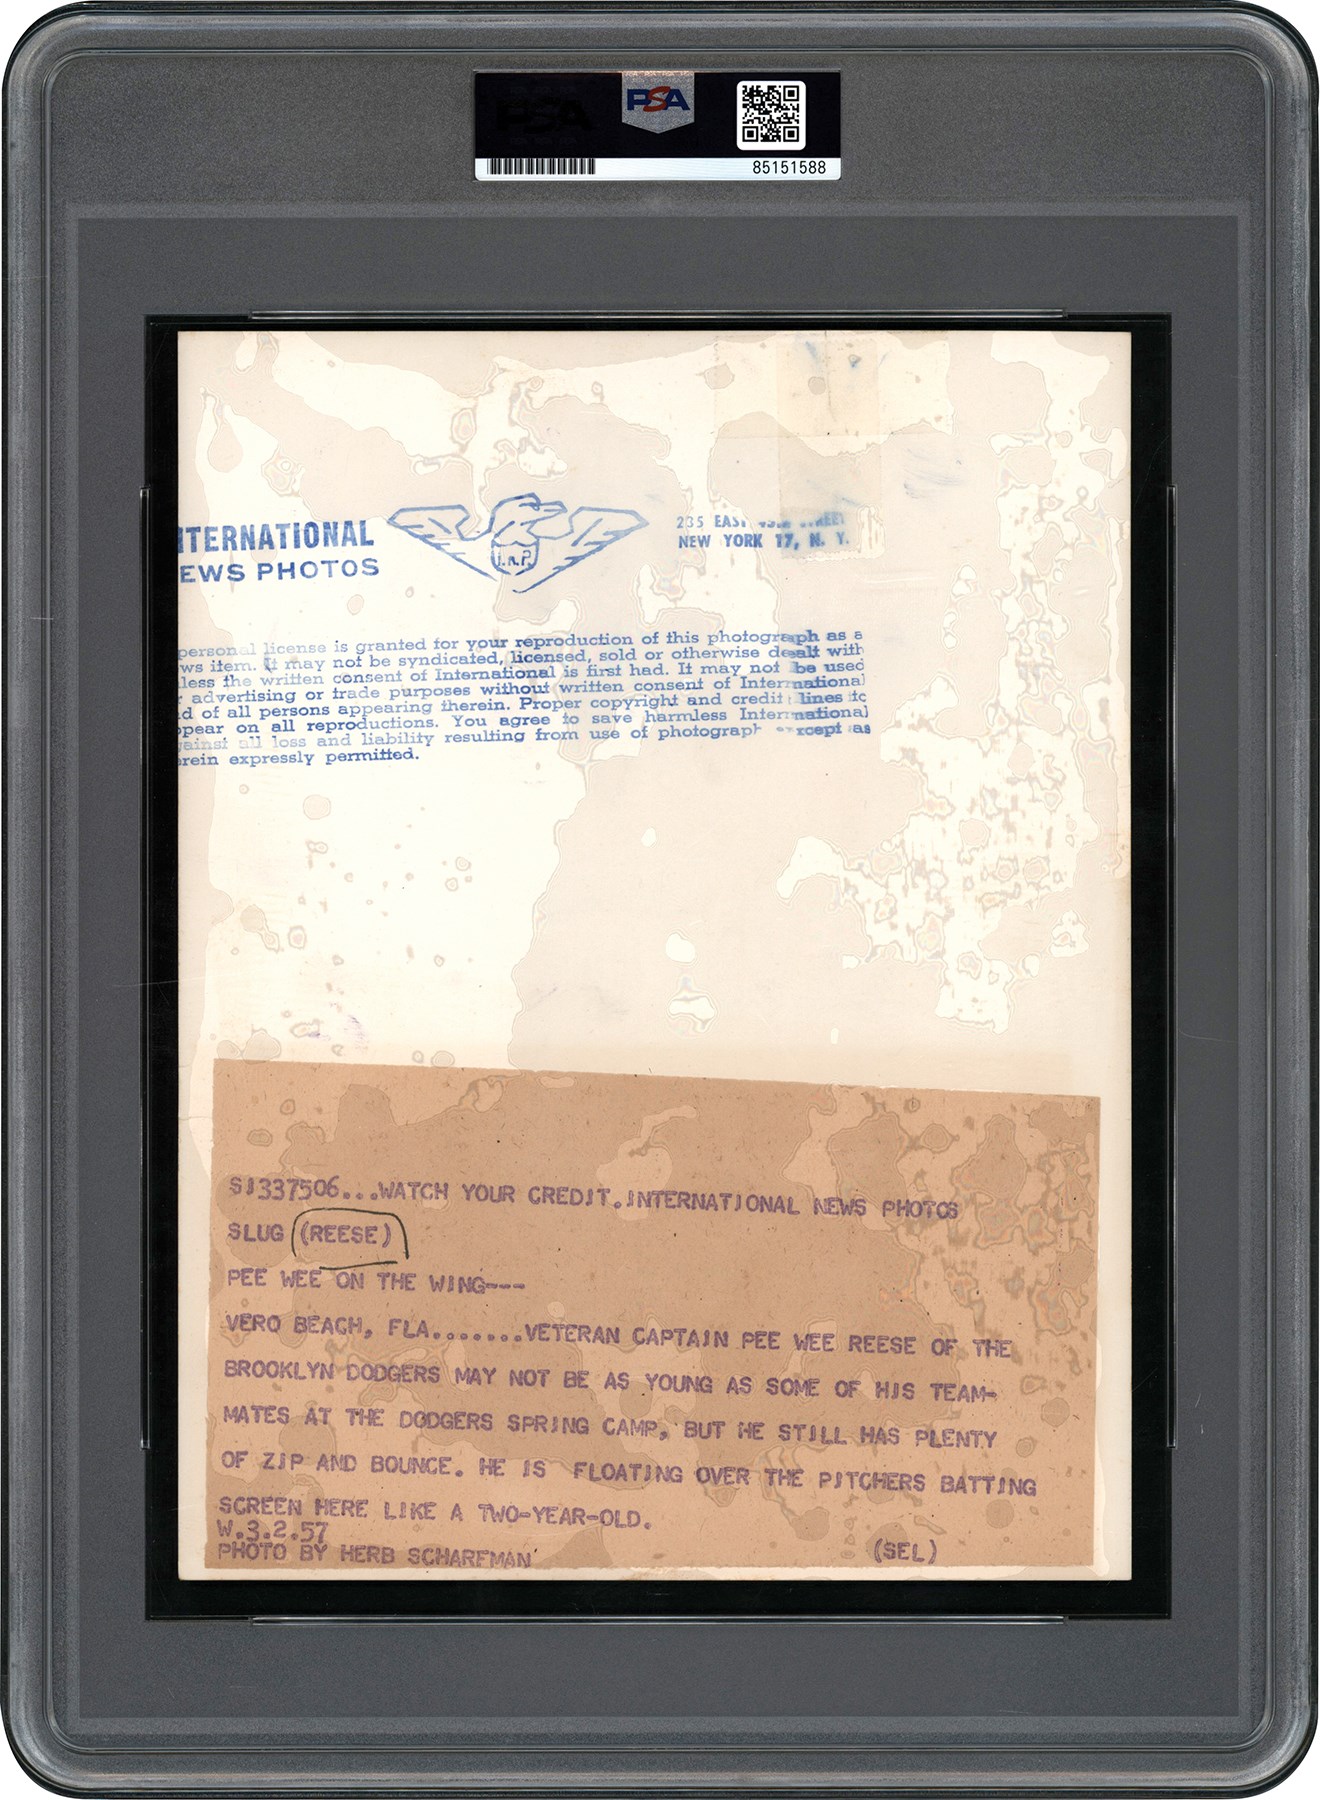 PSA
85151588
NTERNATIONAL
EWS PHOTOS
i.n.P.
235 EAST STREET
NEW YORK 17, N. Y.
personal license is granted for your reproduction of this photograph as a
ws item. It may not be syndicated, licensed, sold or otherwise dealt with
less the written consent of International is first had. It may not be used
r advertising or trade purposes without written consent of International
d of all persons appearing therein. Proper copyright and credit lines to
ppear on all reproductions. You agree to save harmless International
gainst all loss and liability resulting from use of photograph except as
erein expressly permitted.
SI337506...WATCH YOUR CREDIT.INTERNATIONAL NEWS PHOTOS
SLUG (REESE)
PEE WEE ON THE WING---
VERO BEACH, FLA.......VETERAN CAPTAIN PEE WEE REESE OF THE
BROOKLYN DODGERS MAY NOT BE AS YOUNG AS SOME OF HIS TEAM-
MATES AT THE DODGERS SPRING CAMP, BUT HE STILL HAS PLENTY
OF ZIP AND BOUNCE. HE IS FLOATING OVER THE PITCHERS BATTING
SCREEN HERE LIKE A TWO-YEAR-OLD.
W.3.2.57
PHOTO BY HERB SCHARFMAN (SEL)